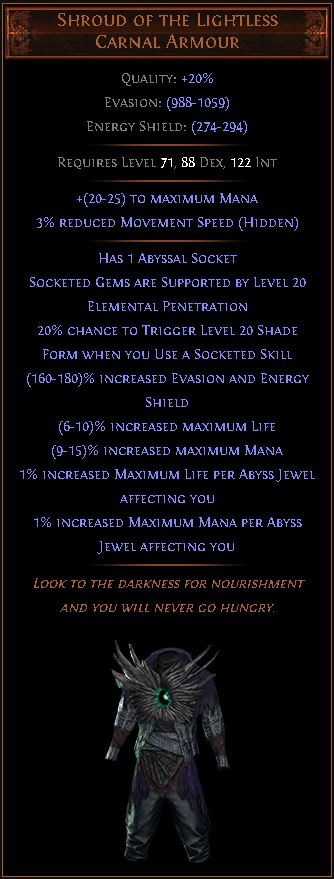 Shroud of the Lightless
Carnal Armour
Quality: +20%
Evasion: (988-1059)
Energy Shield: (274-294)
Requires Level 71, 88 Dex, 122 Int
+(20-25) to maximum Mana
3% reduced Movement Speed (Hidden)
Has 1 Abyssal Socket
Socketed Gems are Supported by Level 20
Elemental Penetration
20% chance to Trigger Level 20 Shade
Form when you Use a Socketed Skill
(160-180)% increased Evasion and Energy
Shield
(6-10)% increased maximum Life
(9-15)% increased maximum Mana
1% increased Maximum Life per Abyss Jewel
affecting you
1% increased Maximum Mana per Abyss
Jewel affecting you
Look to the darkness for nourishment
and you will never go hungry.